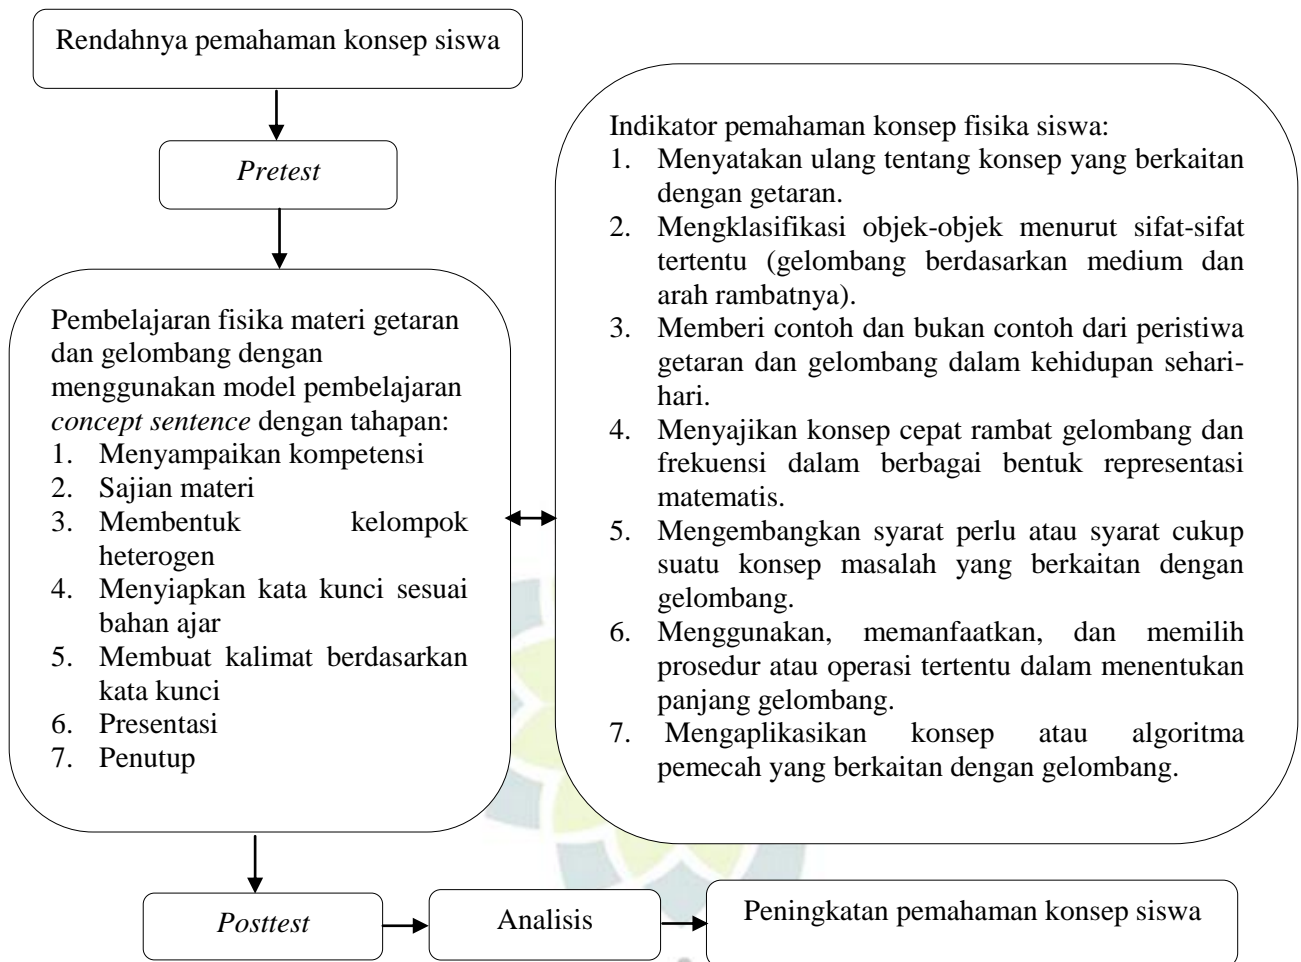 Rendahnya pemahaman konsep siswa
Pretest
Pembelajaran fisika materi getaran
dan gelombang dengan
menggunakan model pembelajaran
concept sentence dengan tahapan:
1. Menyampaikan kompetensi
2. Sajian materi
3. Membentuk kelompok
heterogen
4. Menyiapkan kata kunci sesuai
bahan ajar
5. Membuat kalimat berdasarkan
kata kunci
6. Presentasi
7. Penutup
Indikator pemahaman konsep fisika siswa:
1. Menyatakan ulang tentang konsep yang berkaitan
dengan getaran.
2. Mengklasifikasi objek-objek menurut sifat-sifat
tertentu (gelombang berdasarkan medium dan
arah rambatnya).
3. Memberi contoh dan bukan contoh dari peristiwa
getaran dan gelombang dalam kehidupan sehari-
hari.
4. Menyajikan konsep cepat rambat gelombang dan
frekuensi dalam berbagai bentuk representasi
matematis.
5. Mengembangkan syarat perlu atau syarat cukup
suatu konsep masalah yang berkaitan dengan
gelombang.
6. Menggunakan, memanfaatkan, dan memilih
prosedur atau operasi tertentu dalam menentukan
panjang gelombang.
7. Mengaplikasikan konsep atau algoritma
pemecah yang berkaitan dengan gelombang.
Posttest
Analisis
Peningkatan pemahaman konsep siswa